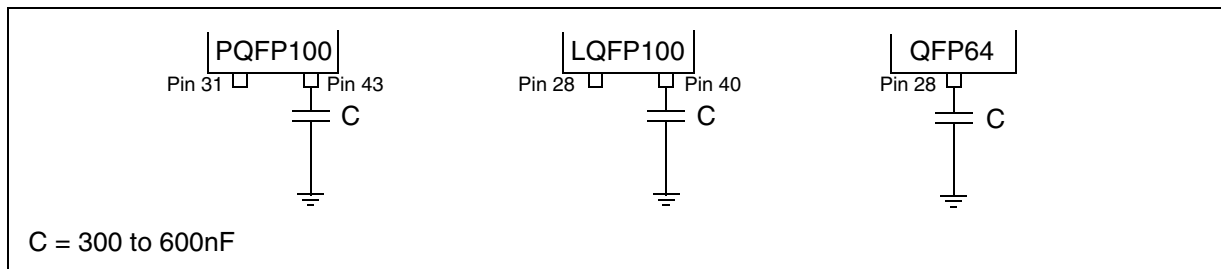 PQFP100
LQFP100
QFP64
Pin 31
Pin 43
Pin 28
Pin 40
Pin 28
C
C
C
C = 300 to 600nF